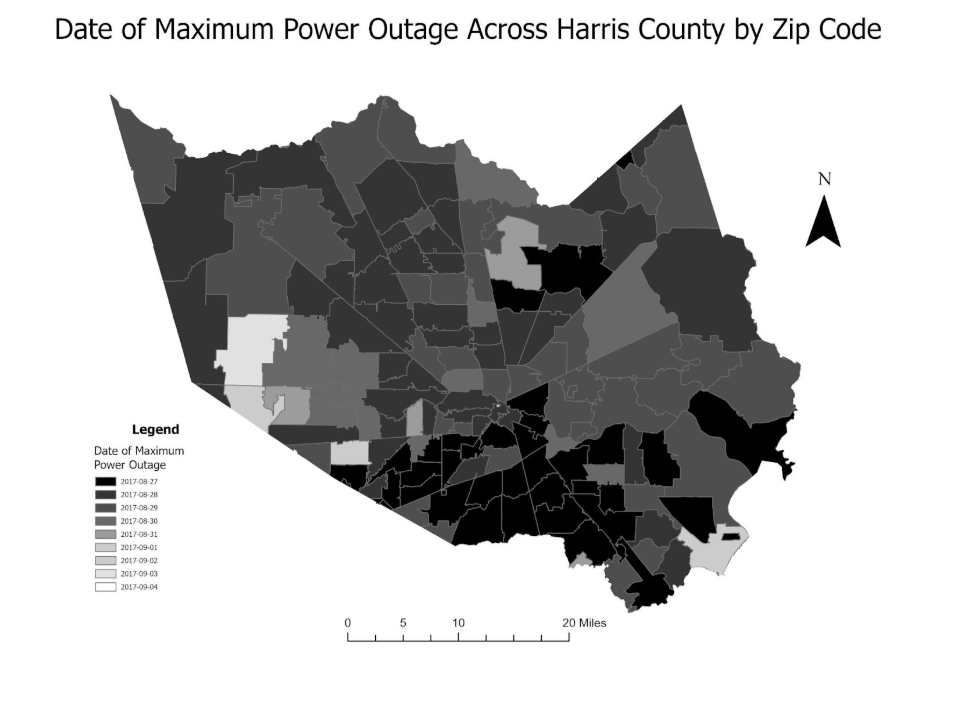 Date of Maximum Power Outage Across Harris County by Zip Code
N
Legend
Date of Maximum
Power Outage
2017-08-27
2017-08-28
2017-08-29
2017-08-30
2017-08-31
2017-09-01
2017-09-02
2017-09-03
2017-09-04
0 5 10 20 Miles